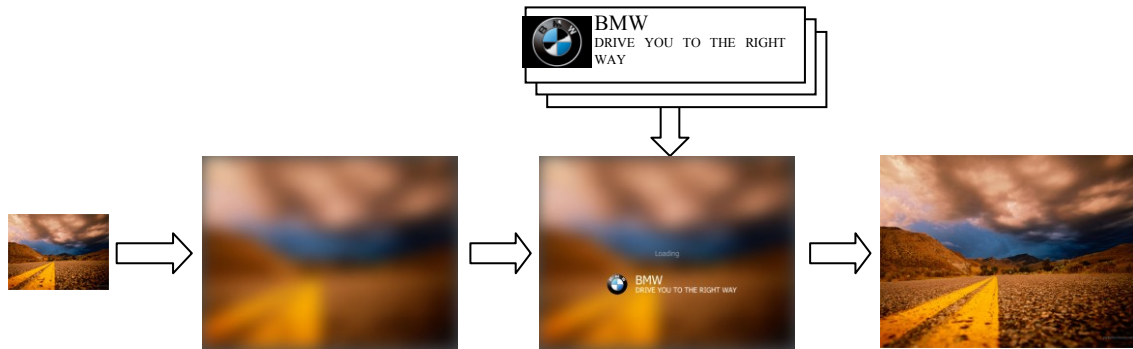 BMW
DRIVE YOU TO THE RIGHT
WAY
Loading
BMW
DRIVE YOU TO THE RIGHT WAY